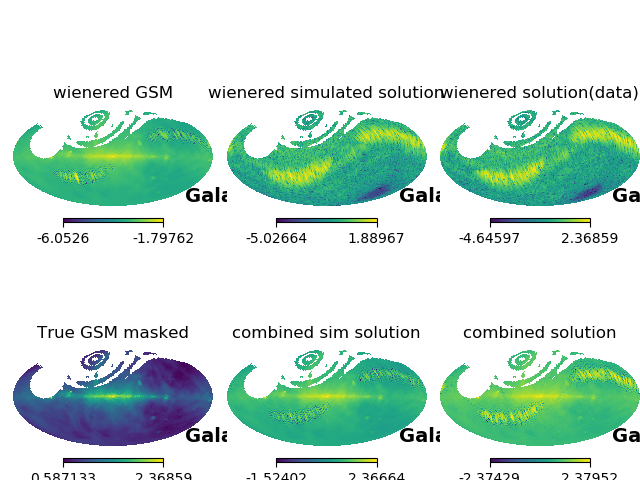 wienered GSM
wienered simulated solution
wienered solution(data)
Gala
Gala
Ga
-6.0526 -1.79762
-5.02664 1.88967
-4.64597 2.36859
True GSM masked
combined sim solution
combined solution
Gala
Gala
Ga
0.587133 2.36859
-1.52402 2.36664
-2.37429 2.37952